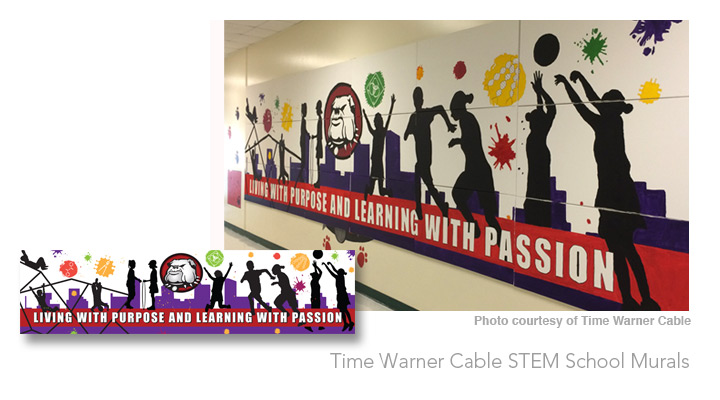 LIVING WITH PURPOSE AND LEARNING WITH PASSION
LIVING WITH PURPOSE AND LEARNING WITH PASSION
Photo courtesy of Time Warner Cable
Time Warner Cable STEM School Murals